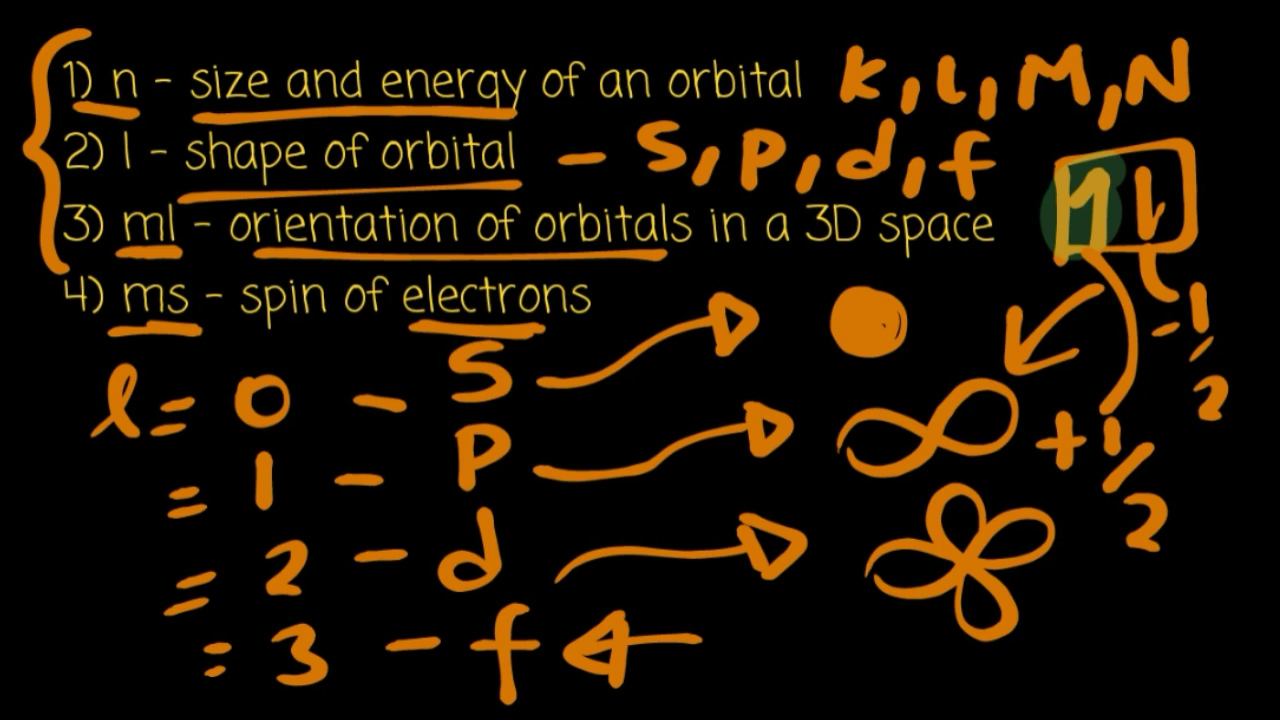 1) n - size and energy of an orbital K, L, M, N
2) l - shape of orbital - S, P, d, f
3) ml - orientation of orbitals in a 3D space
4) ms - spin of electrons
-1/2
l = 0 - S
+1/2
= 1 - P
= 2 - d
= 3 - f